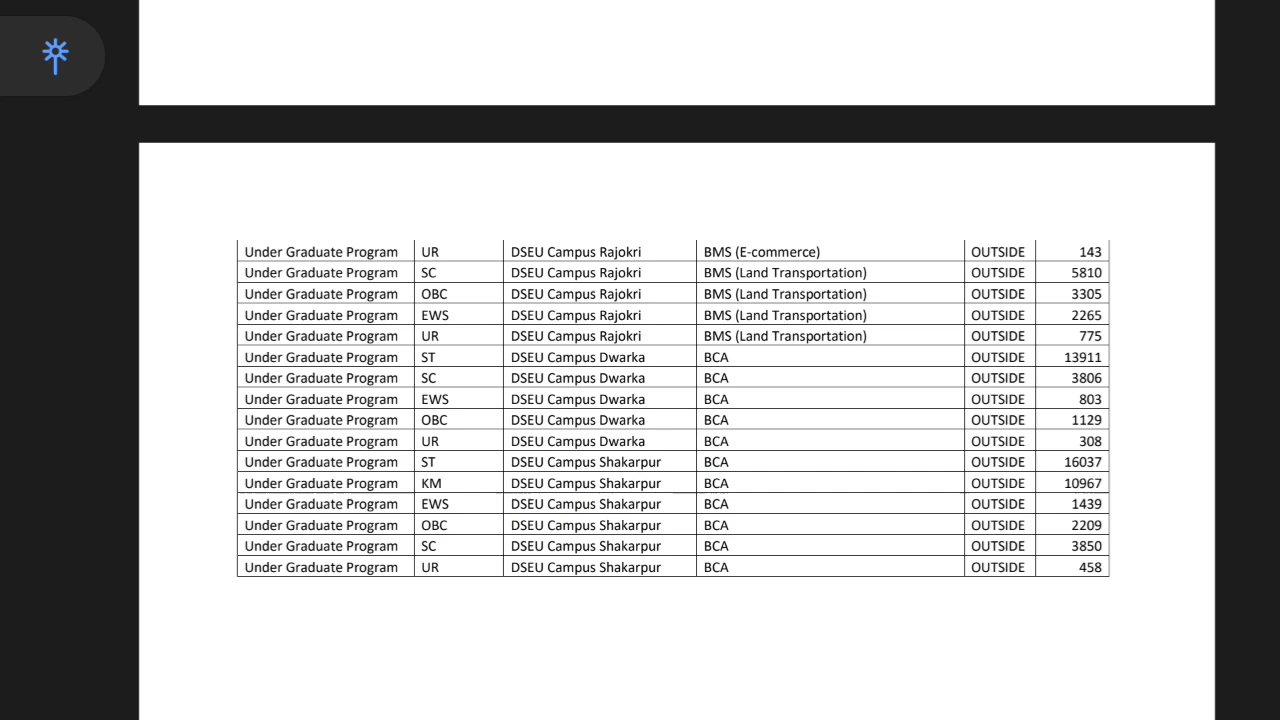 Under Graduate Program UR DSEU Campus Rajokri BMS (E-commerce) OUTSIDE 143
Under Graduate Program SC DSEU Campus Rajokri BMS (Land Transportation) OUTSIDE 5810
Under Graduate Program OBC DSEU Campus Rajokri BMS (Land Transportation) OUTSIDE 3305
Under Graduate Program EWS DSEU Campus Rajokri BMS (Land Transportation) OUTSIDE 2265
Under Graduate Program UR DSEU Campus Rajokri BMS (Land Transportation) OUTSIDE 775
Under Graduate Program ST DSEU Campus Dwarka BCA OUTSIDE 13911
Under Graduate Program SC DSEU Campus Dwarka BCA OUTSIDE 3806
Under Graduate Program EWS DSEU Campus Dwarka BCA OUTSIDE 803
Under Graduate Program OBC DSEU Campus Dwarka BCA OUTSIDE 1129
Under Graduate Program UR DSEU Campus Dwarka BCA OUTSIDE 308
Under Graduate Program ST DSEU Campus Shakarpur BCA OUTSIDE 16037
Under Graduate Program KM DSEU Campus Shakarpur BCA OUTSIDE 10967
Under Graduate Program EWS DSEU Campus Shakarpur BCA OUTSIDE 1439
Under Graduate Program OBC DSEU Campus Shakarpur BCA OUTSIDE 2209
Under Graduate Program SC DSEU Campus Shakarpur BCA OUTSIDE 3850
Under Graduate Program UR DSEU Campus Shakarpur BCA OUTSIDE 458